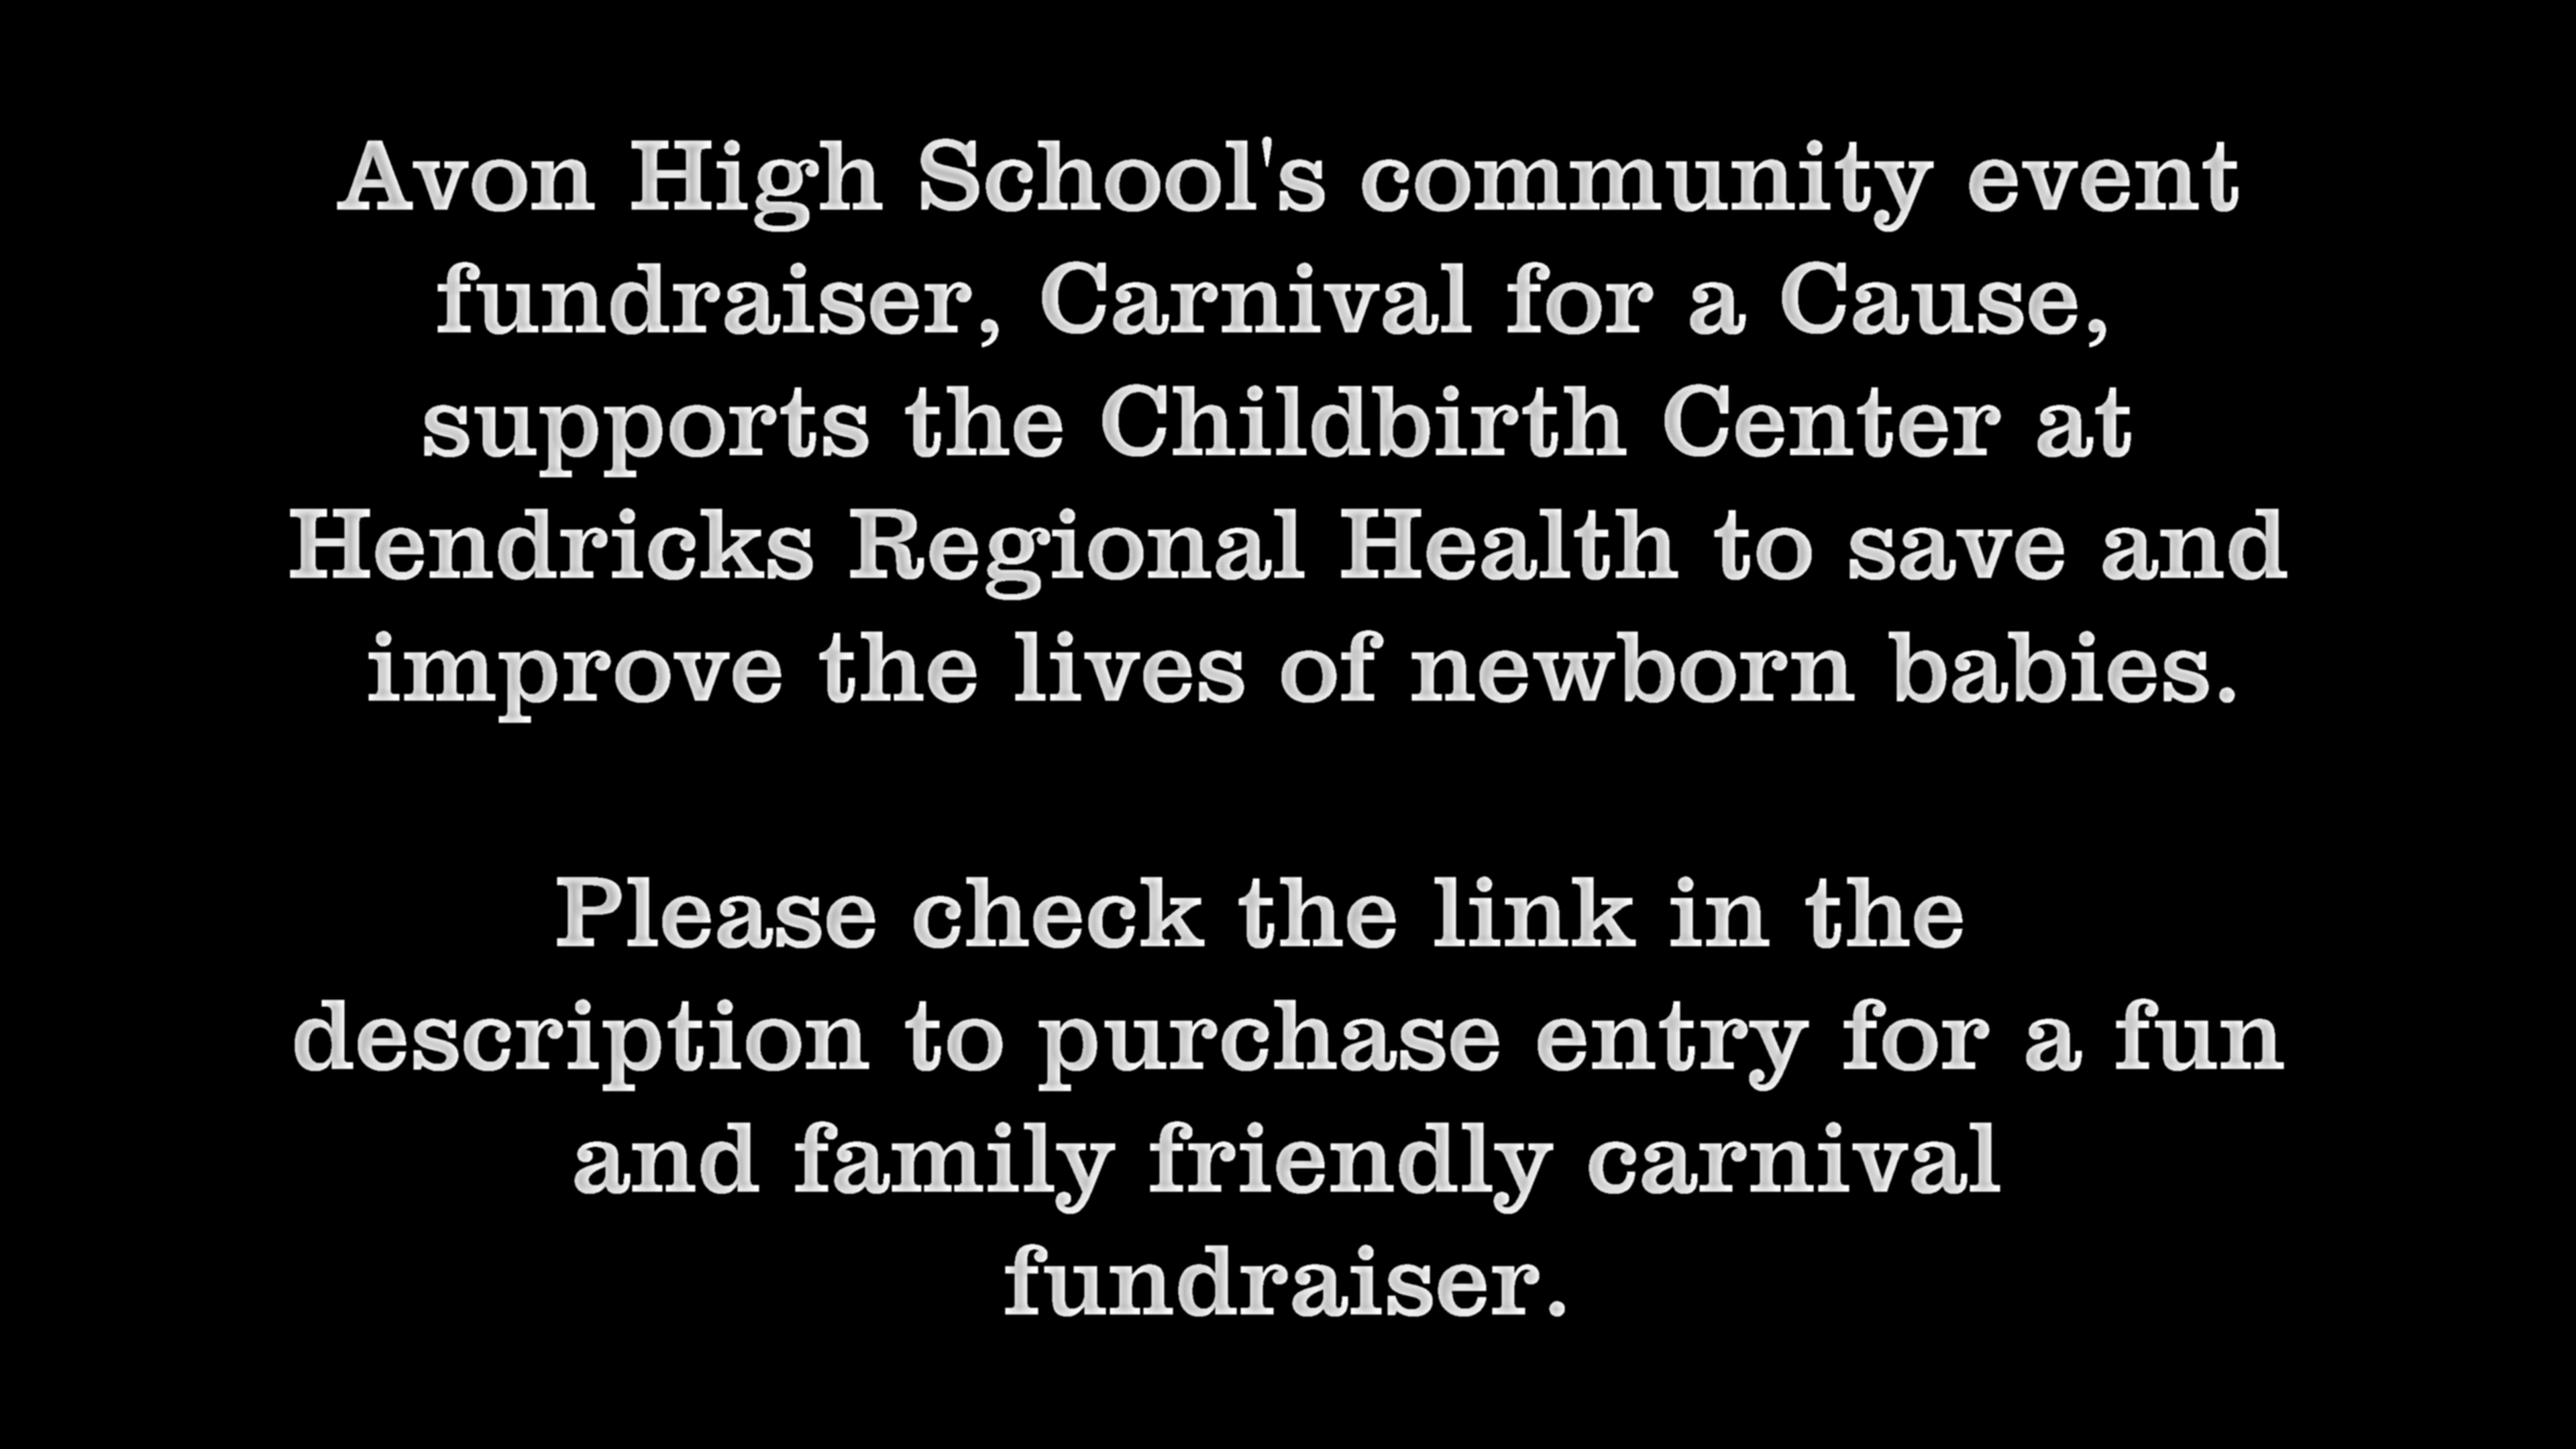 Avon High School's community event
fundraiser, Carnival for a Cause,
supports the Childbirth Center at
Hendricks Regional Health to save and
improve the lives of newborn babies.
Please check the link in the
description to purchase entry for a fun
and family friendly carnival
fundraiser.